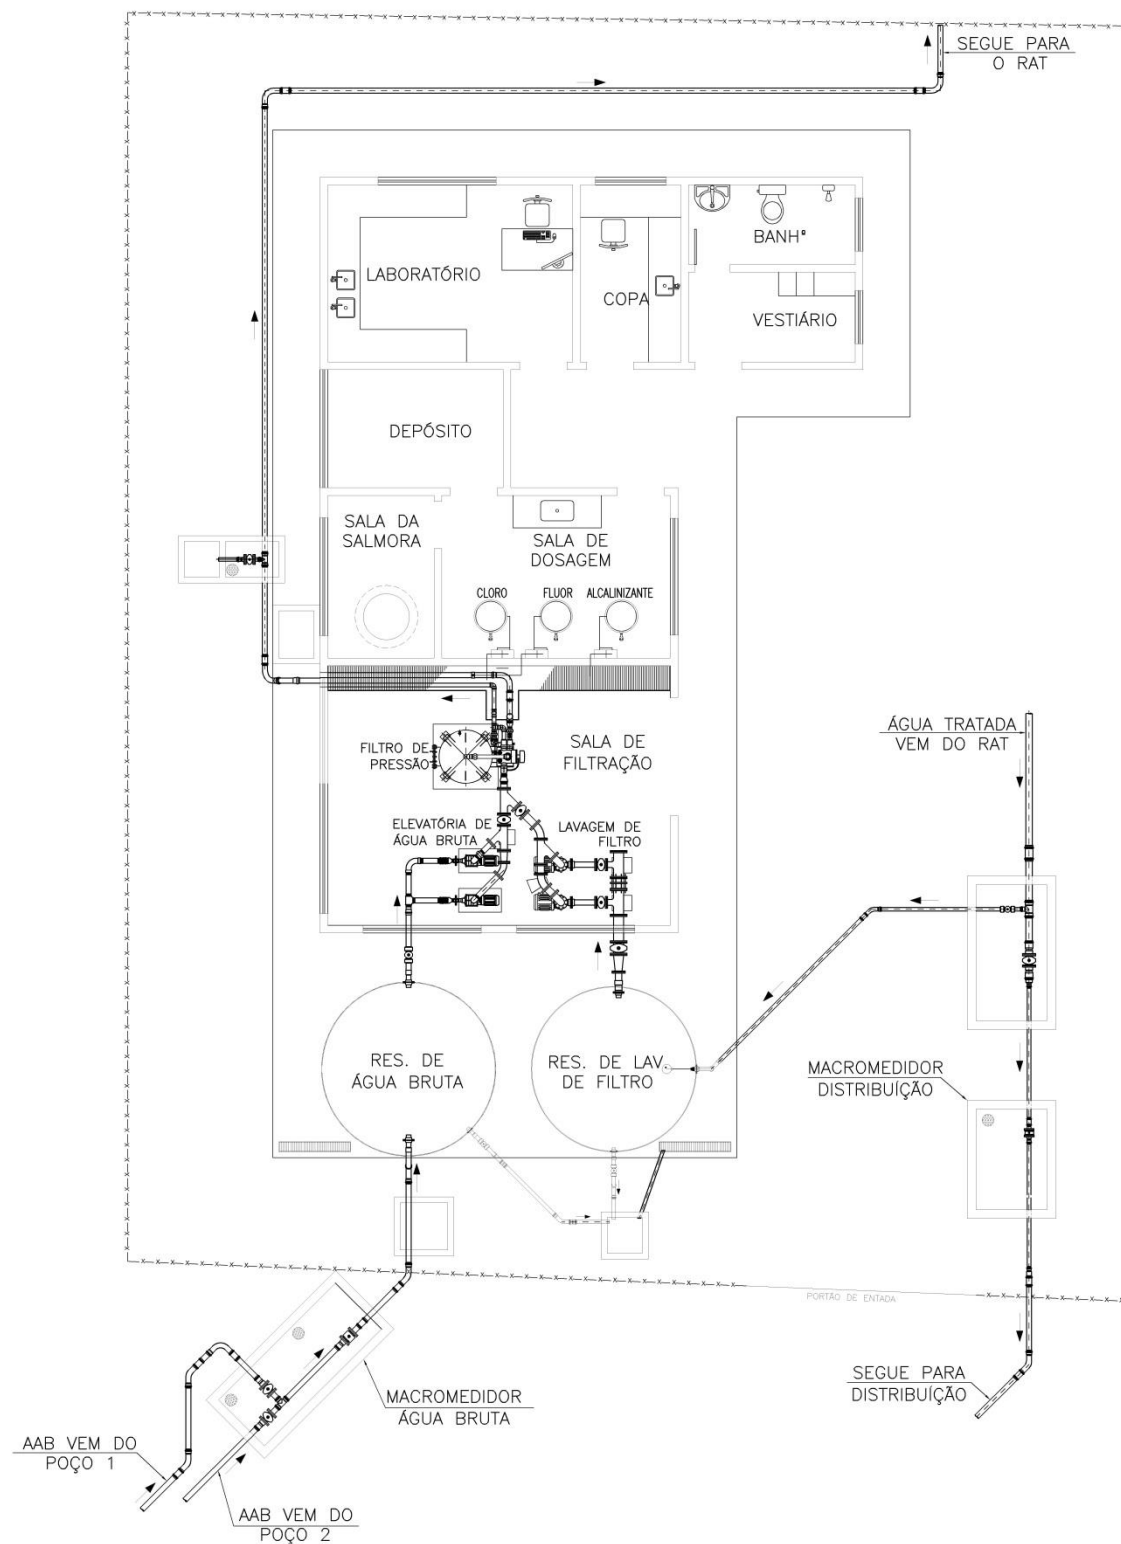 SEGUE PARA
O RAT
BANHº
LABORATÓRIO
COPA
VESTIÁRIO
DEPÓSITO
SALA DA
SALMORA
SALA DE
DOSAGEM
CLORO
FLUOR
ALCALINIZANTE
ÁGUA TRATADA
VEM DO RAT
FILTRO DE
PRESSÃO
SALA DE
FILTRAÇÃO
ELEVATÓRIA DE
ÁGUA BRUTA
LAVAGEM DE
FILTRO
RES. DE
ÁGUA BRUTA
RES. DE LAV
DE FILTRO
MACROMEDIDOR
DISTRIBUÍÇÃO
PORTÃO DE ENTADA
SEGUE PARA
DISTRIBUÍÇÃO
MACROMEDIDOR
ÁGUA BRUTA
AAB VEM DO
POÇO 1
AAB VEM DO
POÇO 2